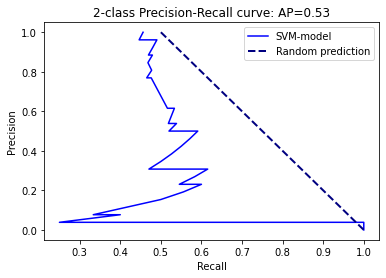 2-class Precision-Recall curve: AP=0.53
SVM-model
Random prediction
1.0
0.8
0.6
0.4
0.2
0.0
Precision
0.3 0.4 0.5 0.6 0.7 0.8 0.9 1.0
Recall